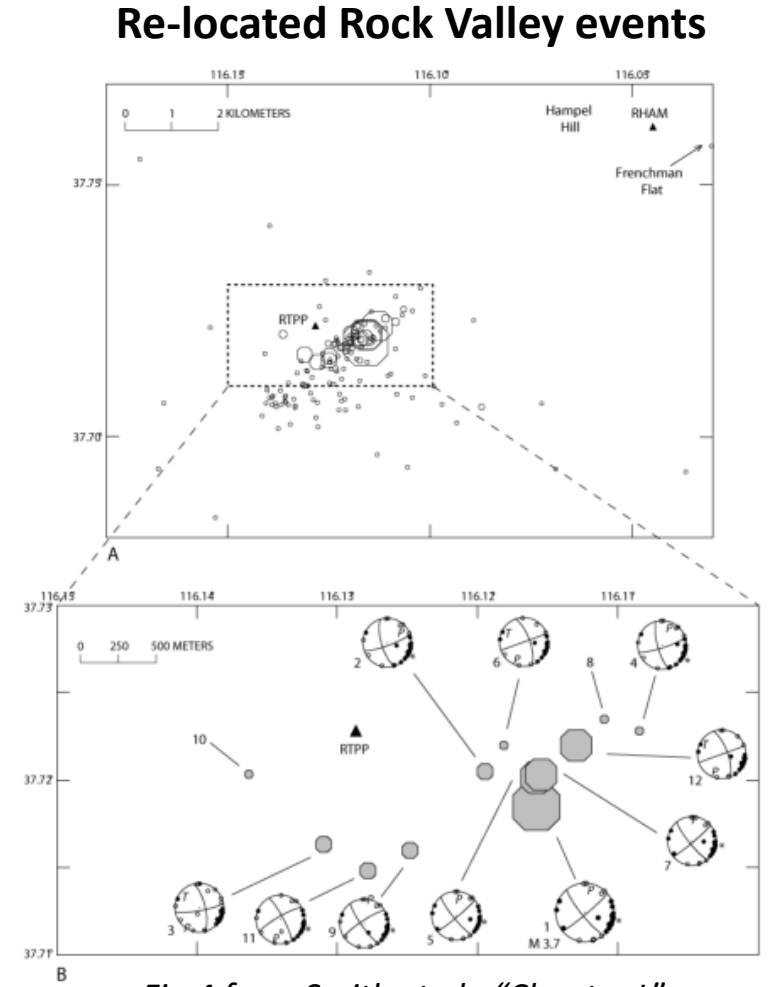 Re-located Rock Valley events
116.15° 116.10° 116.05°
0 1 2 KILOMETERS
Hampel
Hill
RHAM
Frenchman
Flat
37.75°
RTPP
37.70°
A
116.15° 116.14 116.13° 116.12 116.11°
37.73°
0 250 500 METERS
P
2
T
P
6
8
P
4
10
RTPP
T
P
12
37.72°
T
7
T
P
3
11
T
P
9
P
5
P
1
M 3.7
37.71°
B